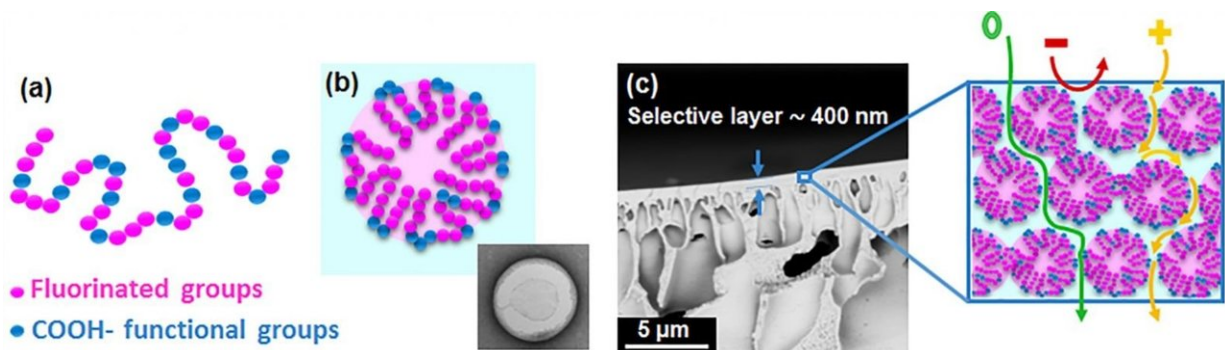 (a)
Fluorinated groups
COOH- functional groups
(b)
(c)
Selective layer ~ 400 nm
5 µm
0
−
+